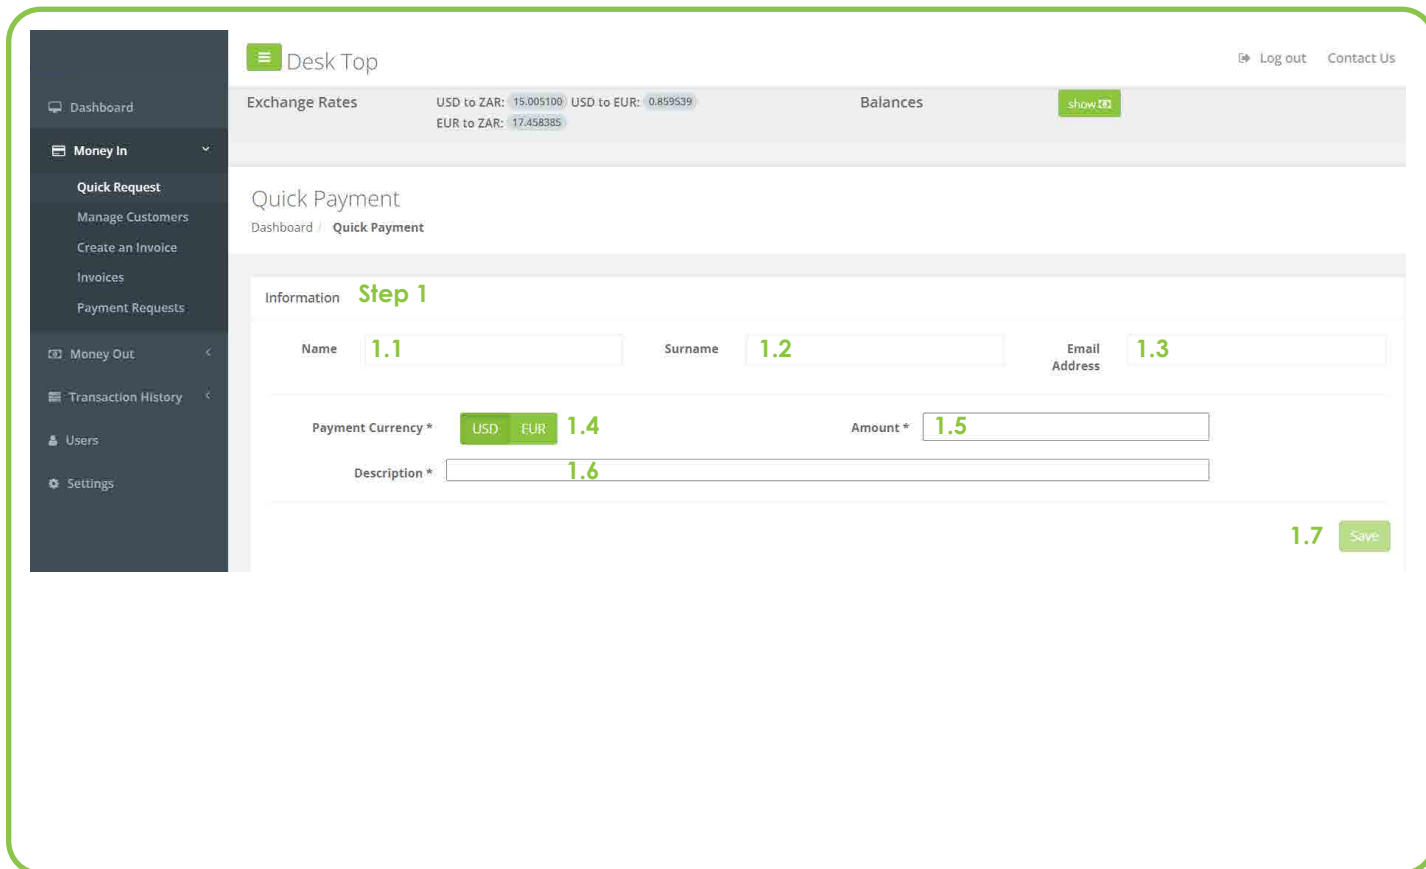 Desk Top
Log out Contact Us
Dashboard
Money In
Quick Request
Manage Customers
Create an Invoice
Invoices
Payment Requests
Money Out
Transaction History
Users
Settings
Exchange Rates USD to ZAR: 15.005100 USD to EUR: 0.859539 Balances show
EUR to ZAR: 17.458385
Quick Payment
Dashboard / Quick Payment
Information Step 1
Name 1.1 Surname 1.2 Email 1.3
Address
Payment Currency * USD EUR 1.4 Amount * 1.5
Description * 1.6
1.7 Save